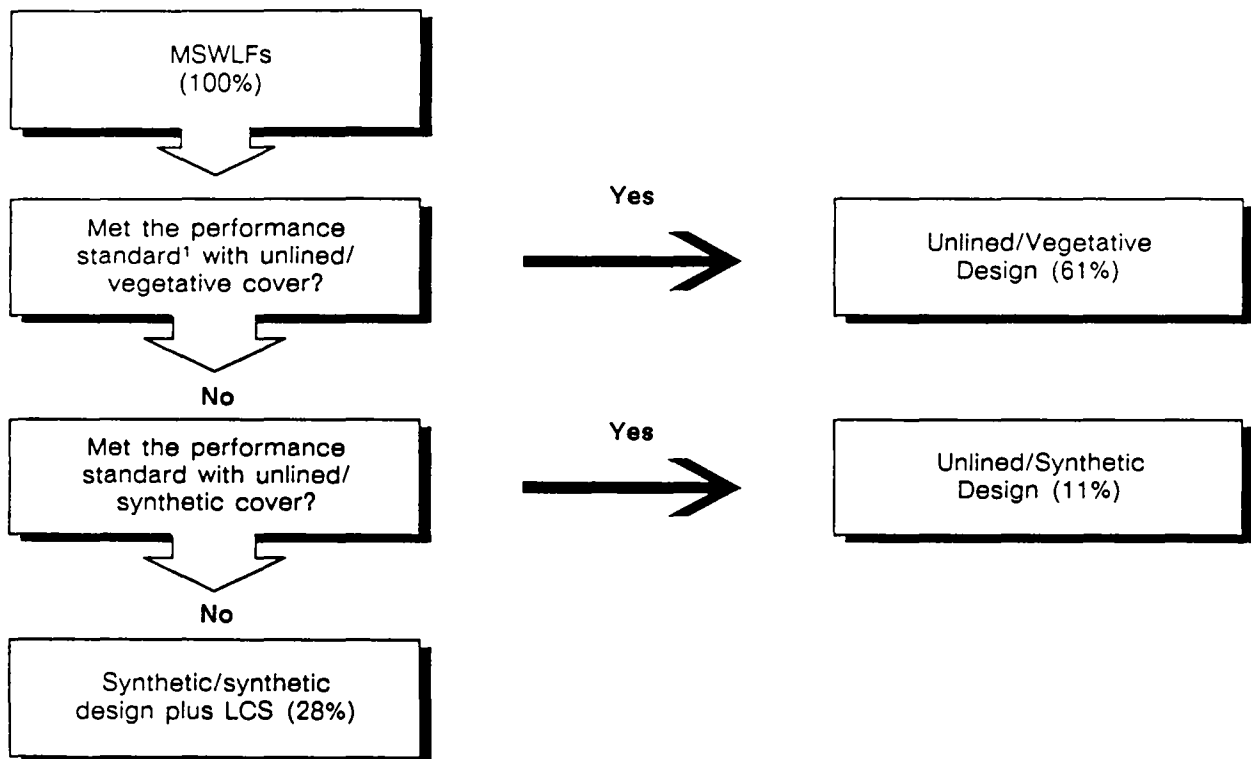 MSWLFs
(100%)
Met the performance
standard¹ with unlined/
vegetative cover?
Yes
Unlined/Vegetative
Design (61%)
No
Met the performance
standard with unlined/
synthetic cover?
Yes
Unlined/Synthetic
Design (11%)
No
Synthetic/synthetic
design plus LCS (28%)